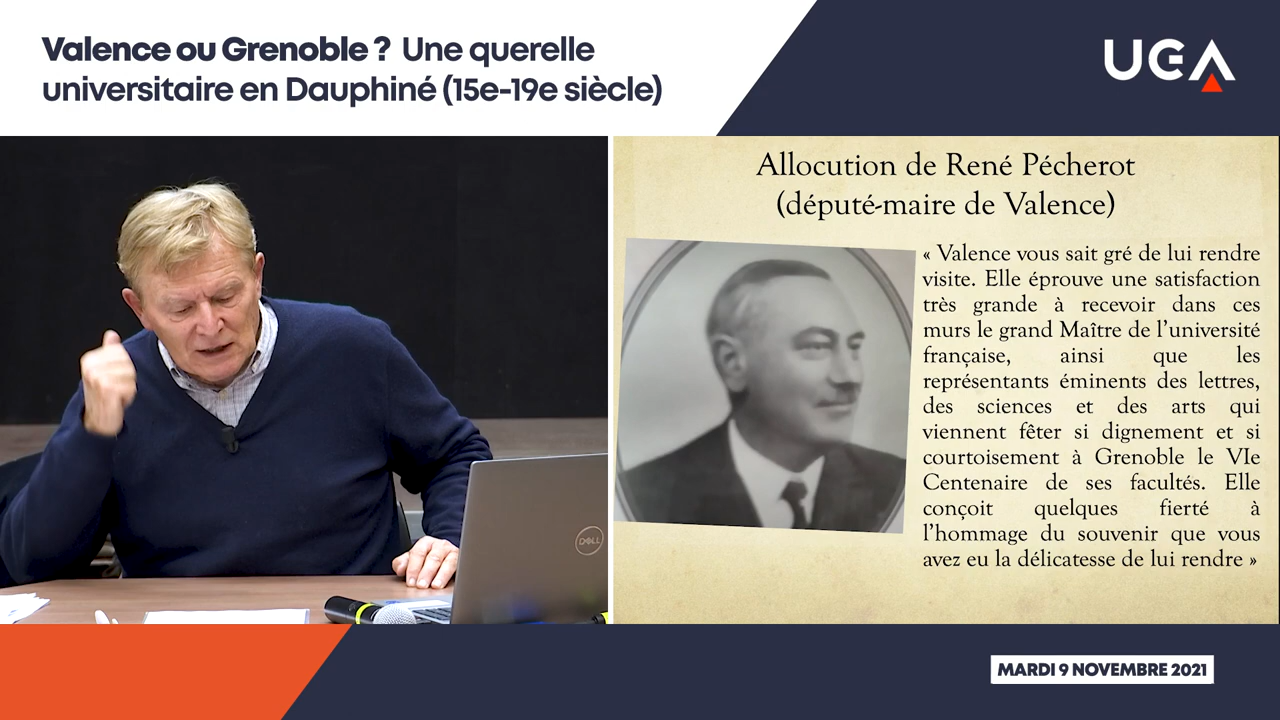 Valence ou Grenoble ? Une querelle
universitaire en Dauphiné (15e-19e siècle)
UGA
Allocution de René Pécherot
(député-maire de Valence)
« Valence vous sait gré de lui rendre
visite. Elle éprouve une satisfaction
très grande à recevoir dans ces
murs le grand Maître de l'université
française, ainsi que les
représentants éminents des lettres,
des sciences et des arts qui
viennent fêter si dignement et si
courtoisement à Grenoble le VIe
Centenaire de ses facultés. Elle
conçoit quelques fierté à
l'hommage du souvenir que vous
avez eu la délicatesse de lui rendre »
DELL
MARDI 9 NOVEMBRE 2021